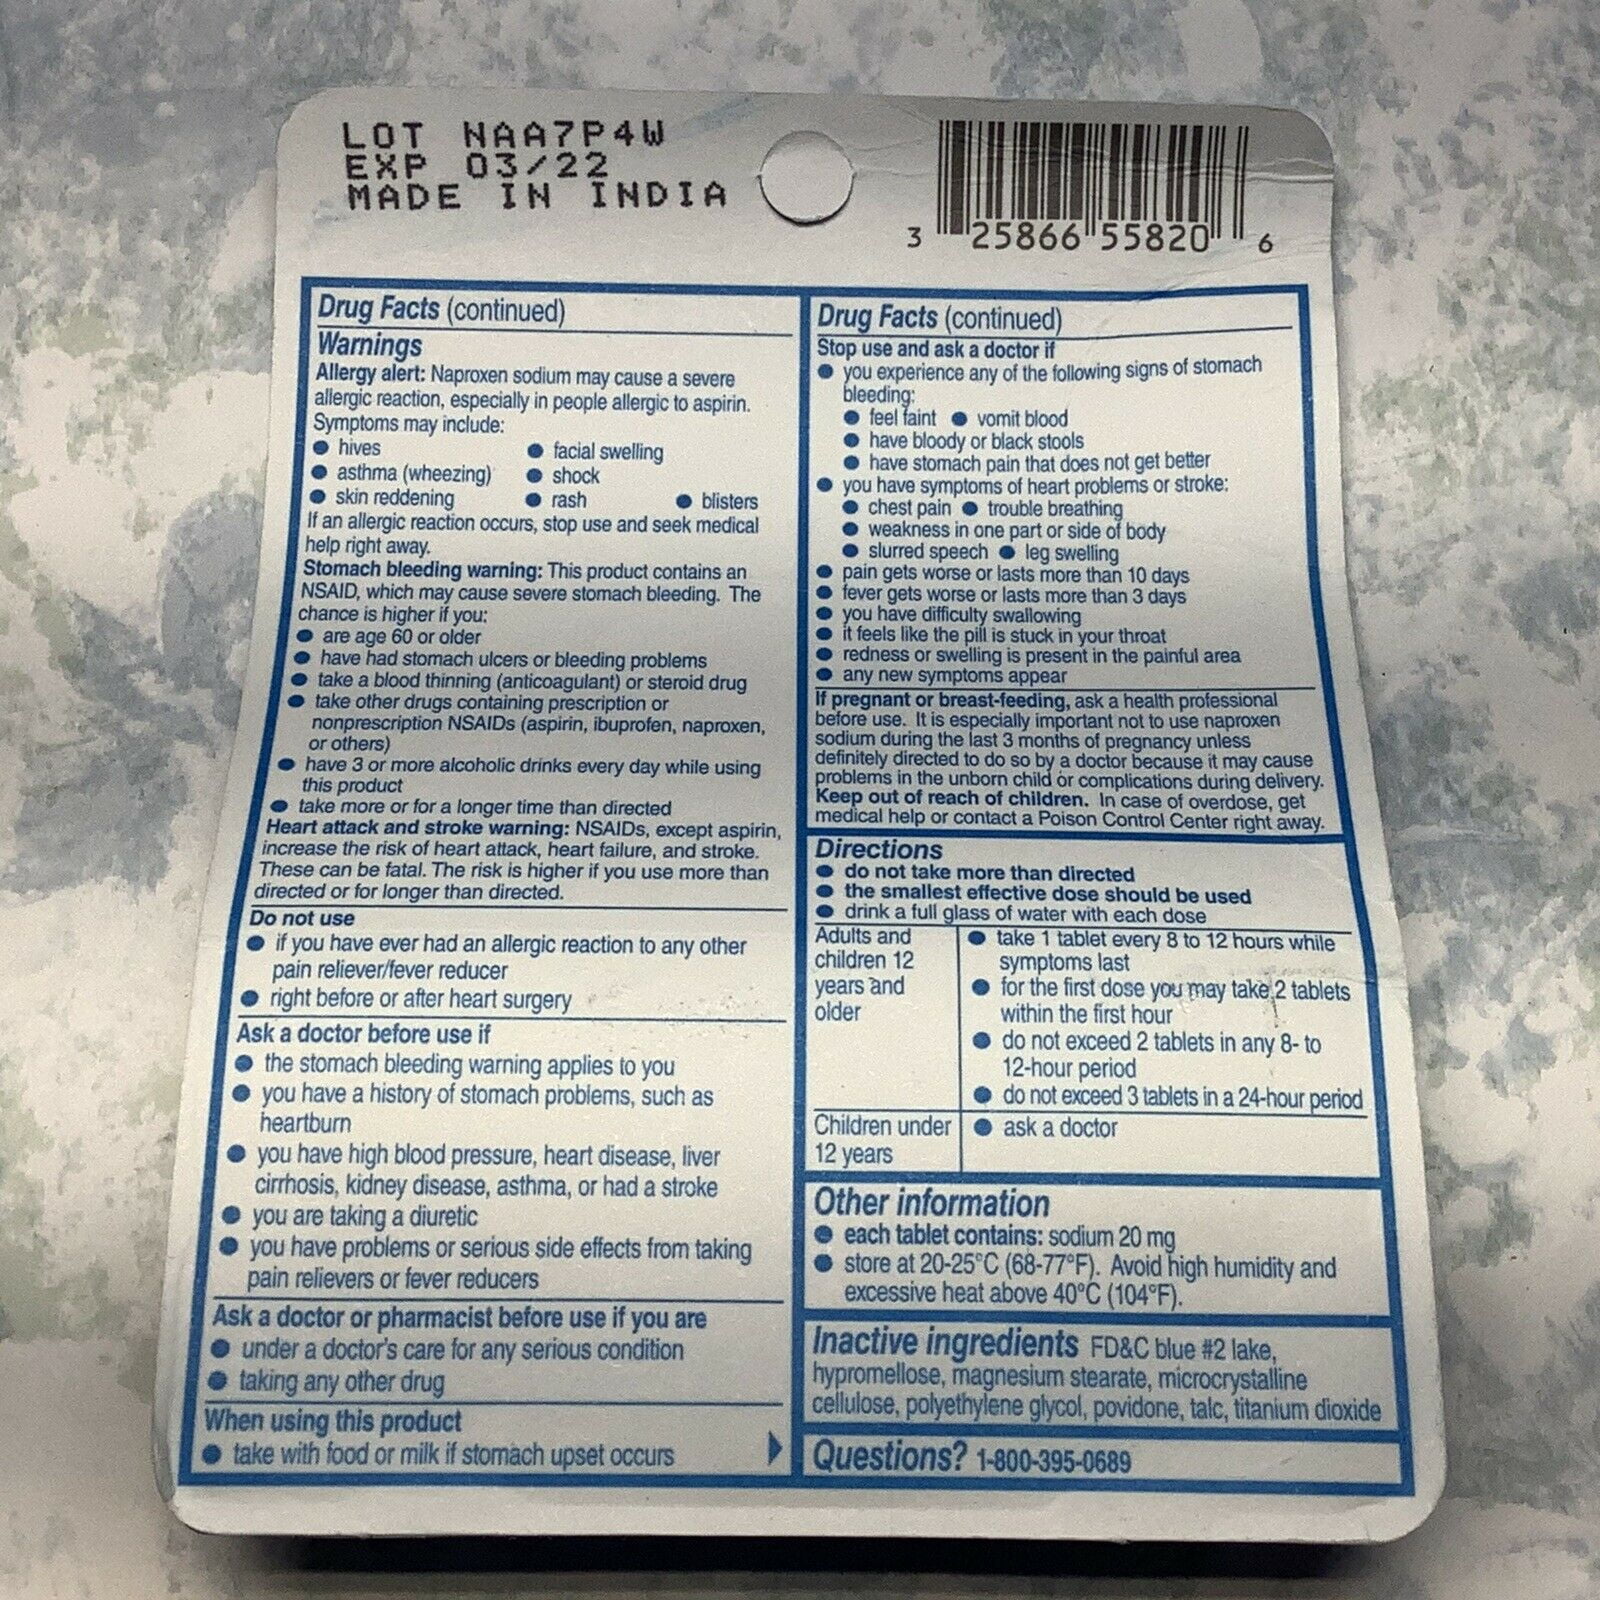 LOT NAA7P4W
EXP 03/22
MADE IN INDIA
3 25866 55820 6
Drug Facts (continued)
Warnings
Allergy alert: Naproxen sodium may cause a severe
allergic reaction, especially in people allergic to aspirin.
Symptoms may include:
● hives ● facial swelling
● asthma (wheezing) ● shock
● skin reddening ● rash ● blisters
If an allergic reaction occurs, stop use and seek medical
help right away.
Stomach bleeding warning: This product contains an
NSAID, which may cause severe stomach bleeding. The
chance is higher if you:
● are age 60 or older
● have had stomach ulcers or bleeding problems
● take a blood thinning (anticoagulant) or steroid drug
● take other drugs containing prescription or
nonprescription NSAIDs (aspirin, ibuprofen, naproxen,
or others)
● have 3 or more alcoholic drinks every day while using
this product
● take more or for a longer time than directed
Heart attack and stroke warning: NSAIDs, except aspirin,
increase the risk of heart attack, heart failure, and stroke.
These can be fatal. The risk is higher if you use more than
directed or for longer than directed.
Do not use
● if you have ever had an allergic reaction to any other
pain reliever/fever reducer
● right before or after heart surgery
Ask a doctor before use if
● the stomach bleeding warning applies to you
● you have a history of stomach problems, such as
heartburn
● you have high blood pressure, heart disease, liver
cirrhosis, kidney disease, asthma, or had a stroke
● you are taking a diuretic
● you have problems or serious side effects from taking
pain relievers or fever reducers
Ask a doctor or pharmacist before use if you are
● under a doctor's care for any serious condition
● taking any other drug
When using this product
● take with food or milk if stomach upset occurs
Drug Facts (continued)
Stop use and ask a doctor if
● you experience any of the following signs of stomach
bleeding:
● feel faint ● vomit blood
● have bloody or black stools
● have stomach pain that does not get better
● you have symptoms of heart problems or stroke:
● chest pain ● trouble breathing
● weakness in one part or side of body
● slurred speech ● leg swelling
● pain gets worse or lasts more than 10 days
● fever gets worse or lasts more than 3 days
● you have difficulty swallowing
● it feels like the pill is stuck in your throat
● redness or swelling is present in the painful area
● any new symptoms appear
If pregnant or breast-feeding, ask a health professional
before use. It is especially important not to use naproxen
sodium during the last 3 months of pregnancy unless
definitely directed to do so by a doctor because it may cause
problems in the unborn child or complications during delivery.
Keep out of reach of children. In case of overdose, get
medical help or contact a Poison Control Center right away.
Directions
● do not take more than directed
● the smallest effective dose should be used
● drink a full glass of water with each dose
Adults and
children 12
years and
older
● take 1 tablet every 8 to 12 hours while
symptoms last
● for the first dose you may take 2 tablets
within the first hour
● do not exceed 2 tablets in any 8- to
12-hour period
● do not exceed 3 tablets in a 24-hour period
Children under
12 years
● ask a doctor
Other information
● each tablet contains: sodium 20 mg
● store at 20-25°C (68-77°F). Avoid high humidity and
excessive heat above 40°C (104°F).
Inactive ingredients FD&C blue #2 lake,
hypromellose, magnesium stearate, microcrystalline
cellulose, polyethylene glycol, povidone, talc, titanium dioxide
Questions? 1-800-395-0689